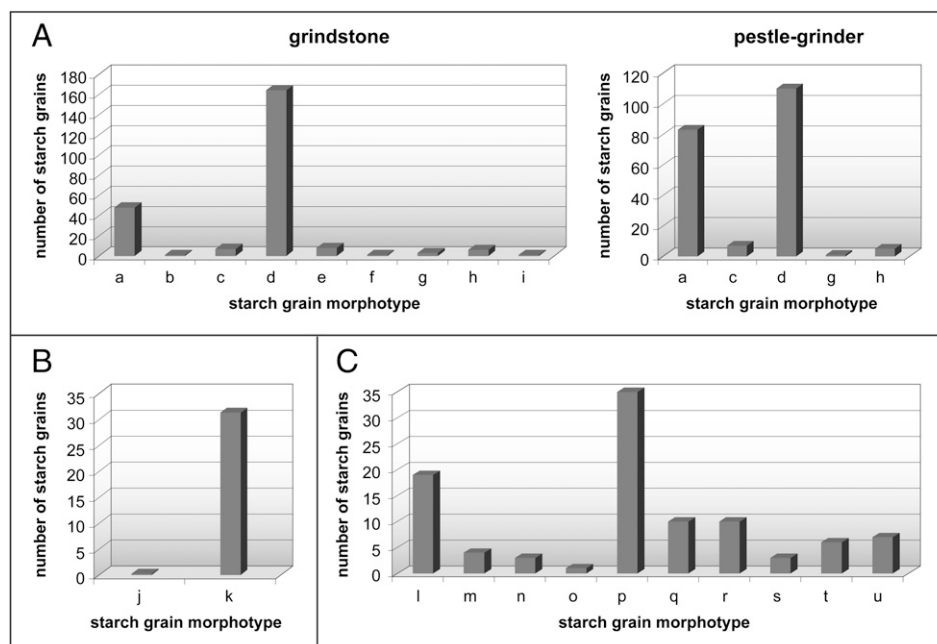 A
grindstone
number of starch grains
180
160
140
120
100
80
60
40
20
0
a b c d e f g h i
starch grain morphotype
pestle-grinder
number of starch grains
120
100
80
60
40
20
0
a c d g h
starch grain morphotype
B
number of starch grains
35
30
25
20
15
10
5
0
j k
starch grain morphotype
C
number of starch grains
35
30
25
20
15
10
5
0
l m n o p q r s t u
starch grain morphotype